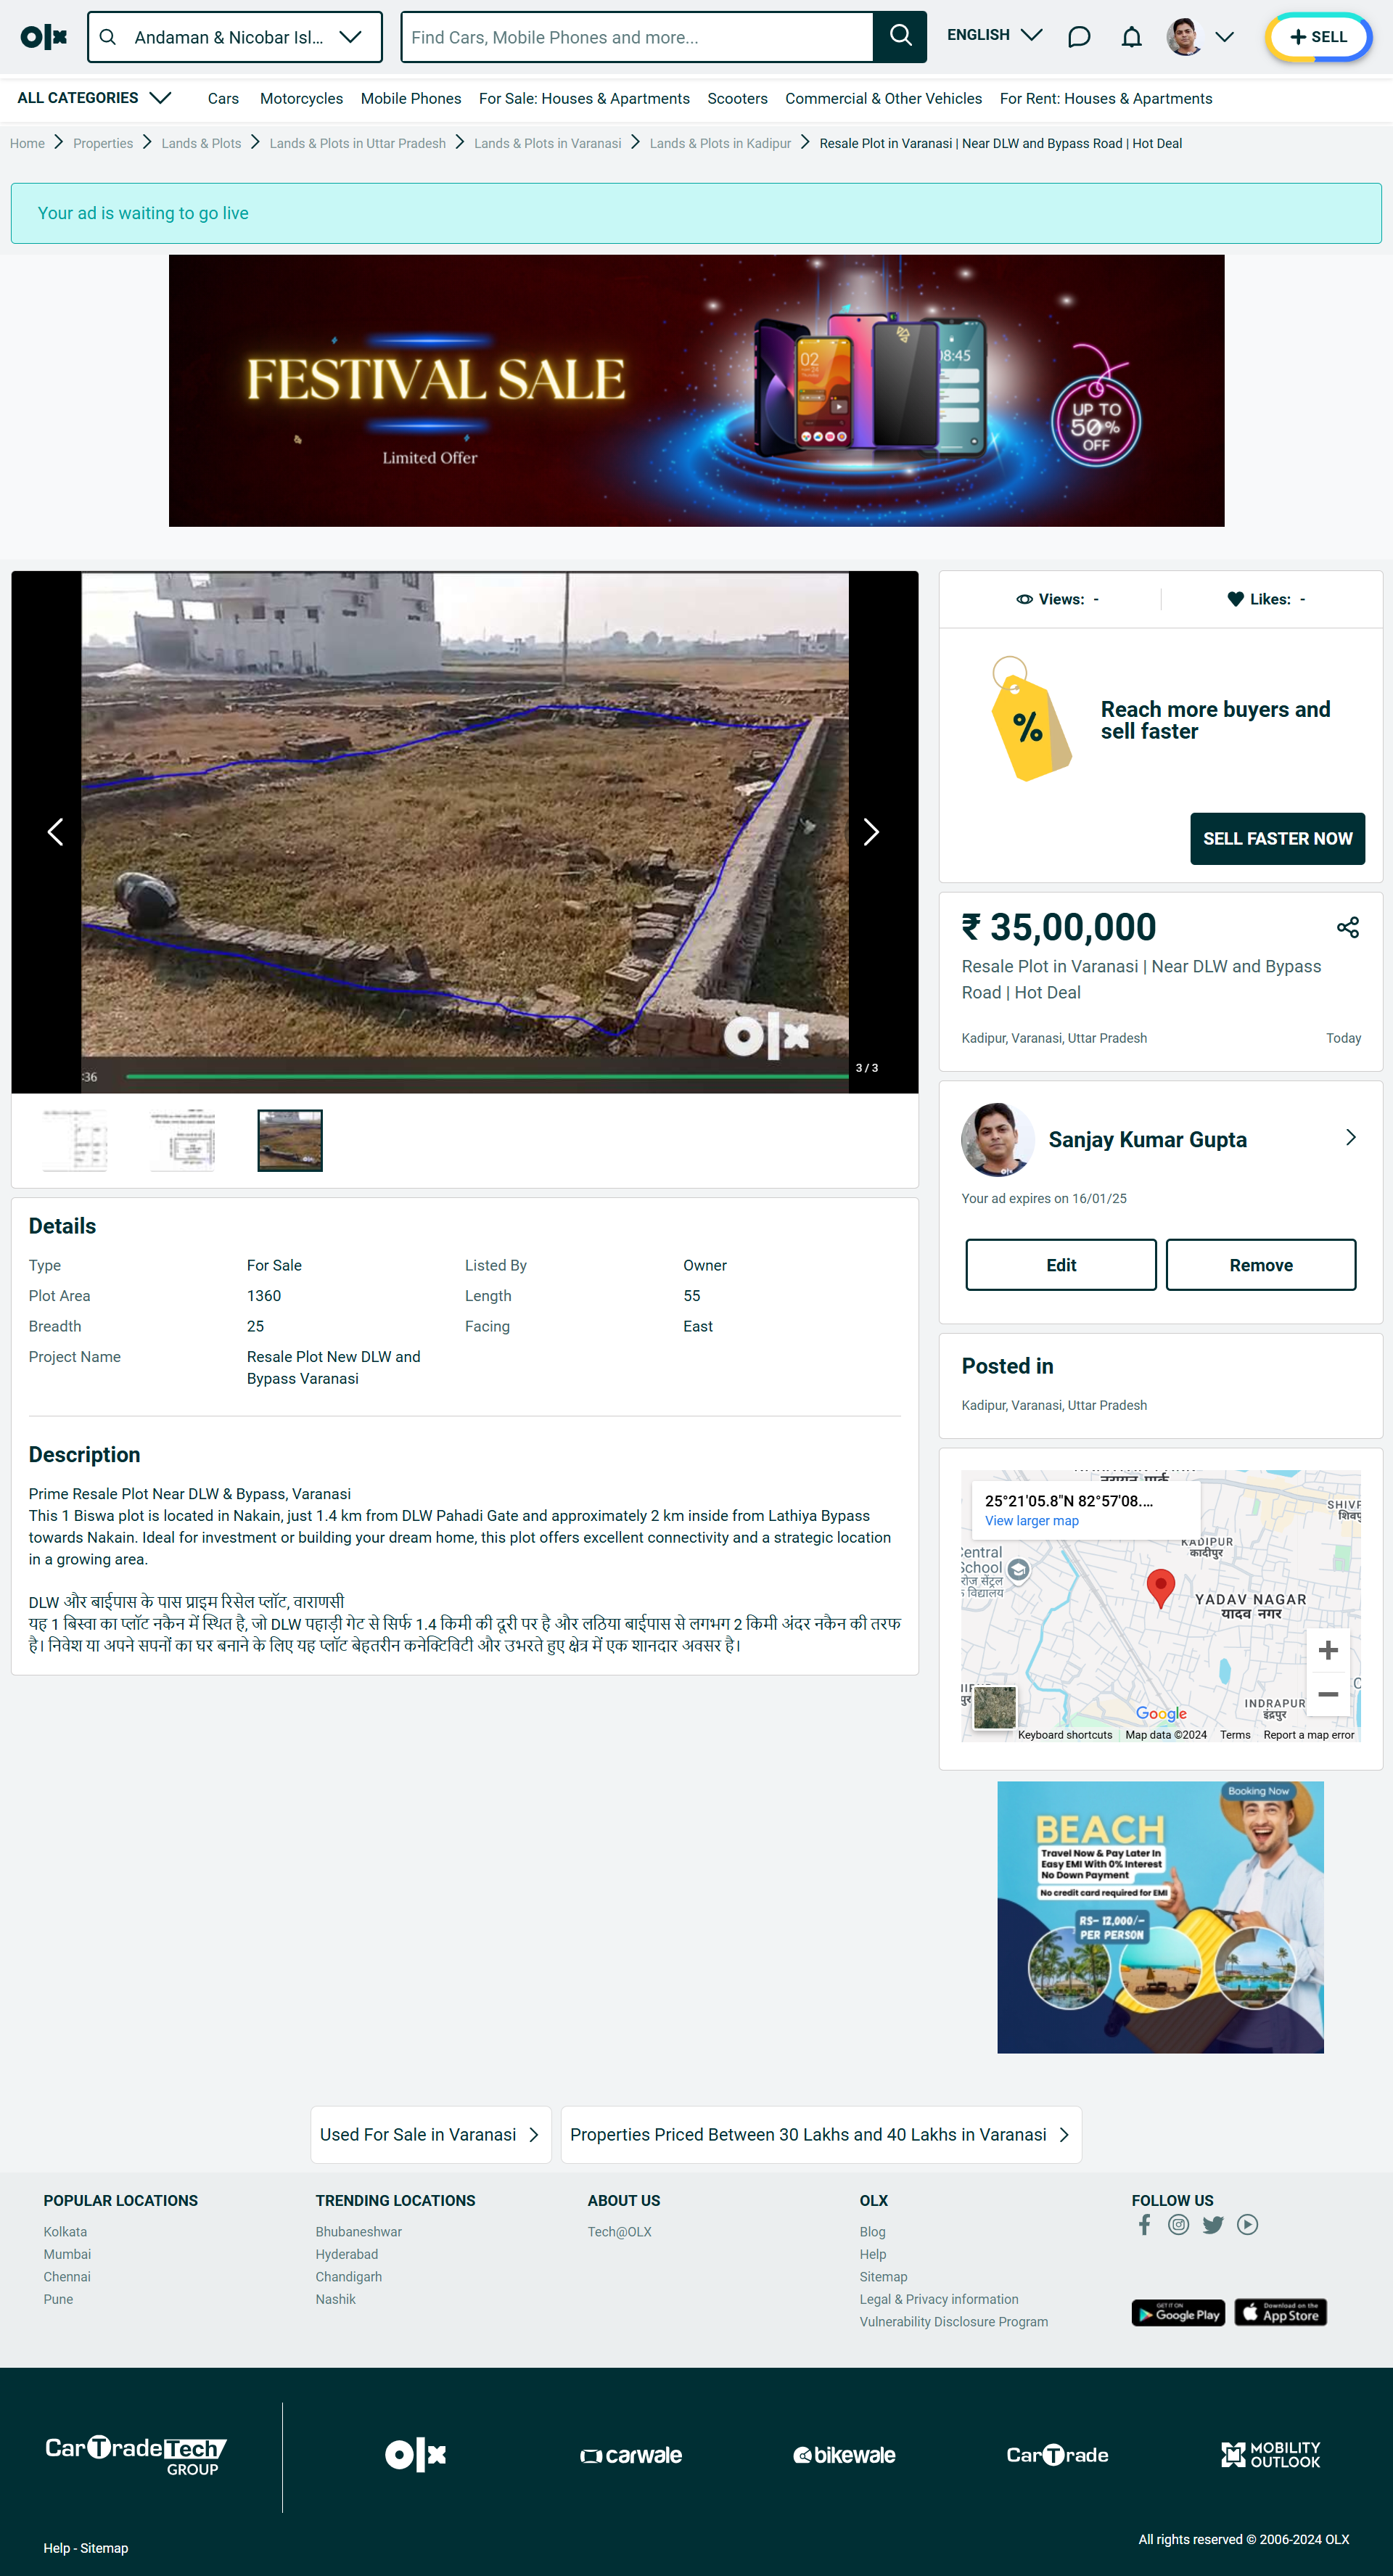 olx
Andaman & Nicobar Isl...
Find Cars, Mobile Phones and more...
ENGLISH
SELL
ALL CATEGORIES
Cars
Motorcycles
Mobile Phones
For Sale: Houses & Apartments
Scooters
Commercial & Other Vehicles
For Rent: Houses & Apartments
Home
Properties
Lands & Plots
Lands & Plots in Uttar Pradesh
Lands & Plots in Varanasi
Lands & Plots in Kadipur
Resale Plot in Varanasi | Near DLW and Bypass Road | Hot Deal
Your ad is waiting to go live
FESTIVAL SALE
Limited Offer
02
08:45
UP TO
50%
OFF
olx
:36
3 / 3
Views: -
Likes: -
%
Reach more buyers and
sell faster
SELL FASTER NOW
₹ 35,00,000
Resale Plot in Varanasi | Near DLW and Bypass
Road | Hot Deal
Kadipur, Varanasi, Uttar Pradesh
Today
Sanjay Kumar Gupta
Your ad expires on 16/01/25
Edit
Remove
Details
Type
For Sale
Listed By
Owner
Plot Area
1360
Length
55
Breadth
25
Facing
East
Project Name
Resale Plot New DLW and
Bypass Varanasi
Description
Prime Resale Plot Near DLW & Bypass, Varanasi
This 1 Biswa plot is located in Nakain, just 1.4 km from DLW Pahadi Gate and approximately 2 km inside from Lathiya Bypass
towards Nakain. Ideal for investment or building your dream home, this plot offers excellent connectivity and a strategic location
in a growing area.
DLW और बाईपास के पास प्राइम रिसेल प्लॉट, वाराणसी
यह 1 बिस्वा का प्लॉट नकैन में स्थित है, जो DLW पहाड़ी गेट से सिर्फ 1.4 किमी की दूरी पर है और लठिया बाईपास से लगभग 2 किमी अंदर नकैन की तरफ
है। निवेश या अपने सपनों का घर बनाने के लिए यह प्लॉट बेहतरीन कनेक्टिविटी और उभरते हुए क्षेत्र में एक शानदार अवसर है।
Posted in
Kadipur, Varanasi, Uttar Pradesh
25°21'05.8"N 82°57'08....
View larger map
KADIPUR
कादीपुर
YADAV NAGAR
यादव नगर
INDRAPUR
इंद्रपुर
Google
Keyboard shortcuts
Map data ©2024
Terms
Report a map error
Booking Now
BEACH
Travel Now & Pay Later In
Easy EMI With 0% Interest
No Down Payment
No credit card required for EMI
RS- 12,000/-
PER PERSON
Used For Sale in Varanasi
Properties Priced Between 30 Lakhs and 40 Lakhs in Varanasi
POPULAR LOCATIONS
Kolkata
Mumbai
Chennai
Pune
TRENDING LOCATIONS
Bhubaneshwar
Hyderabad
Chandigarh
Nashik
ABOUT US
Tech@OLX
OLX
Blog
Help
Sitemap
Legal & Privacy information
Vulnerability Disclosure Program
FOLLOW US
GET IT ON
Google Play
Download on the
App Store
CarTradeTech
GROUP
olx
carwale
bikewale
CarTrade
MOBILITY
OUTLOOK
Help - Sitemap
All rights reserved © 2006-2024 OLX